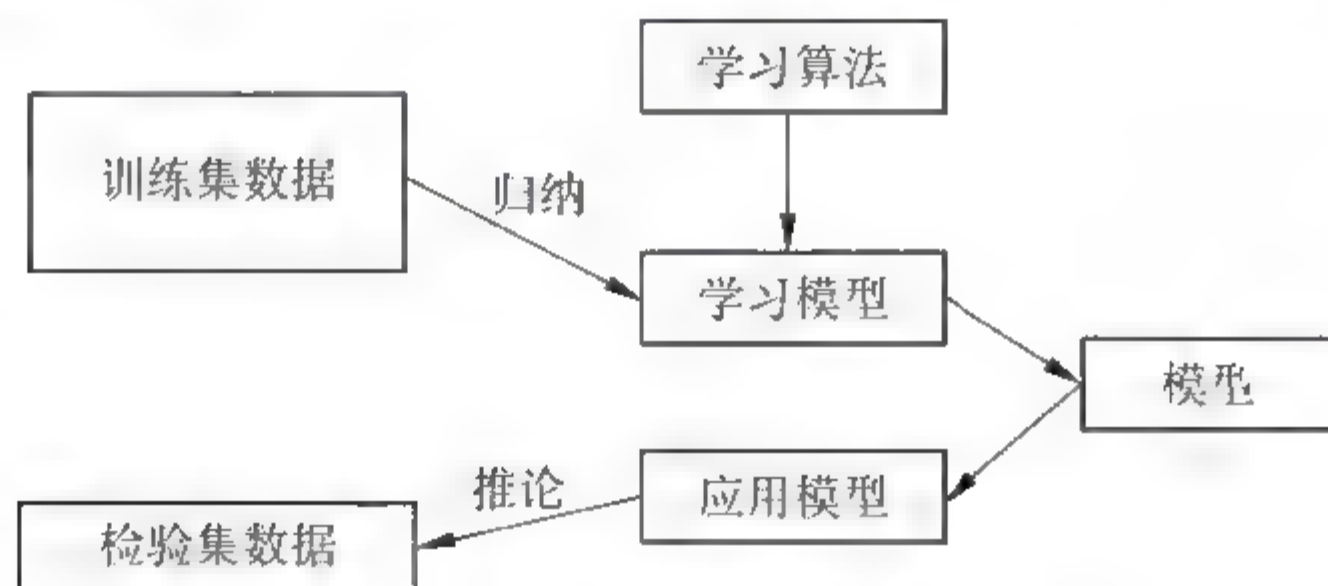 学习算法
训练集数据
归纳
学习模型
模型
应用模型
推论
检验集数据